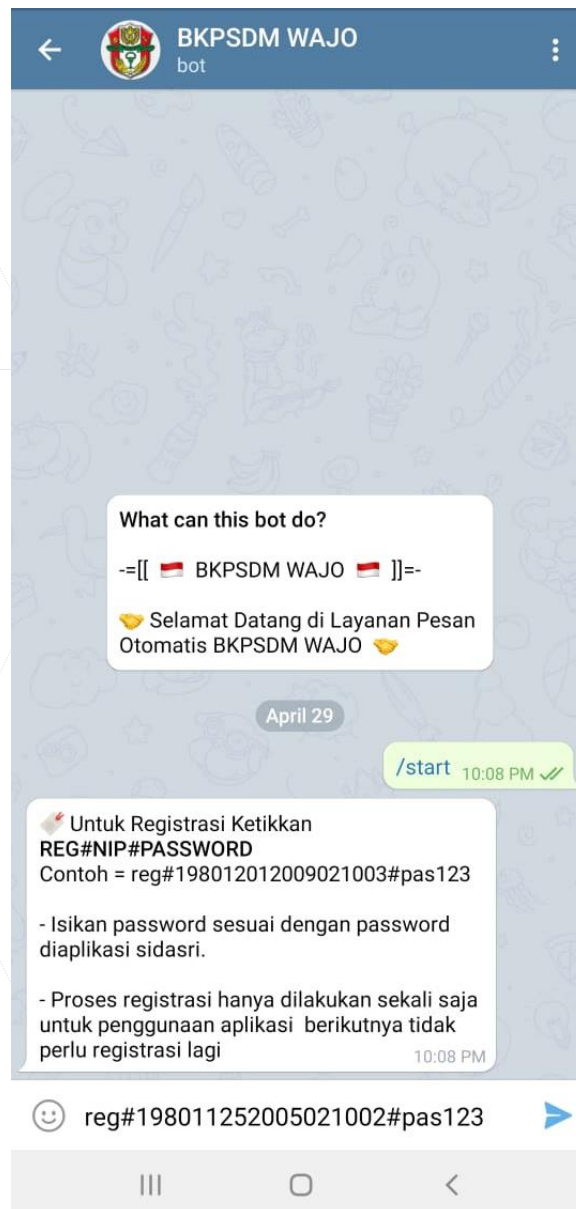 BKPSDM WAJO
bot
What can this bot do?
-=[[ 🇮🇩 BKPSDM WAJO 🇮🇩 ]]=-
🤝 Selamat Datang di Layanan Pesan
Otomatis BKPSDM WAJO 🤝
April 29
/start 10:08 PM
Untuk Registrasi Ketikkan
REG#NIP#PASSWORD
Contoh = reg#198012012009021003#pas123
- Isikan password sesuai dengan password
diaplikasi sidasri.
- Proses registrasi hanya dilakukan sekali saja
untuk penggunaan aplikasi berikutnya tidak
perlu registrasi lagi
10:08 PM
reg#198011252005021002#pas123